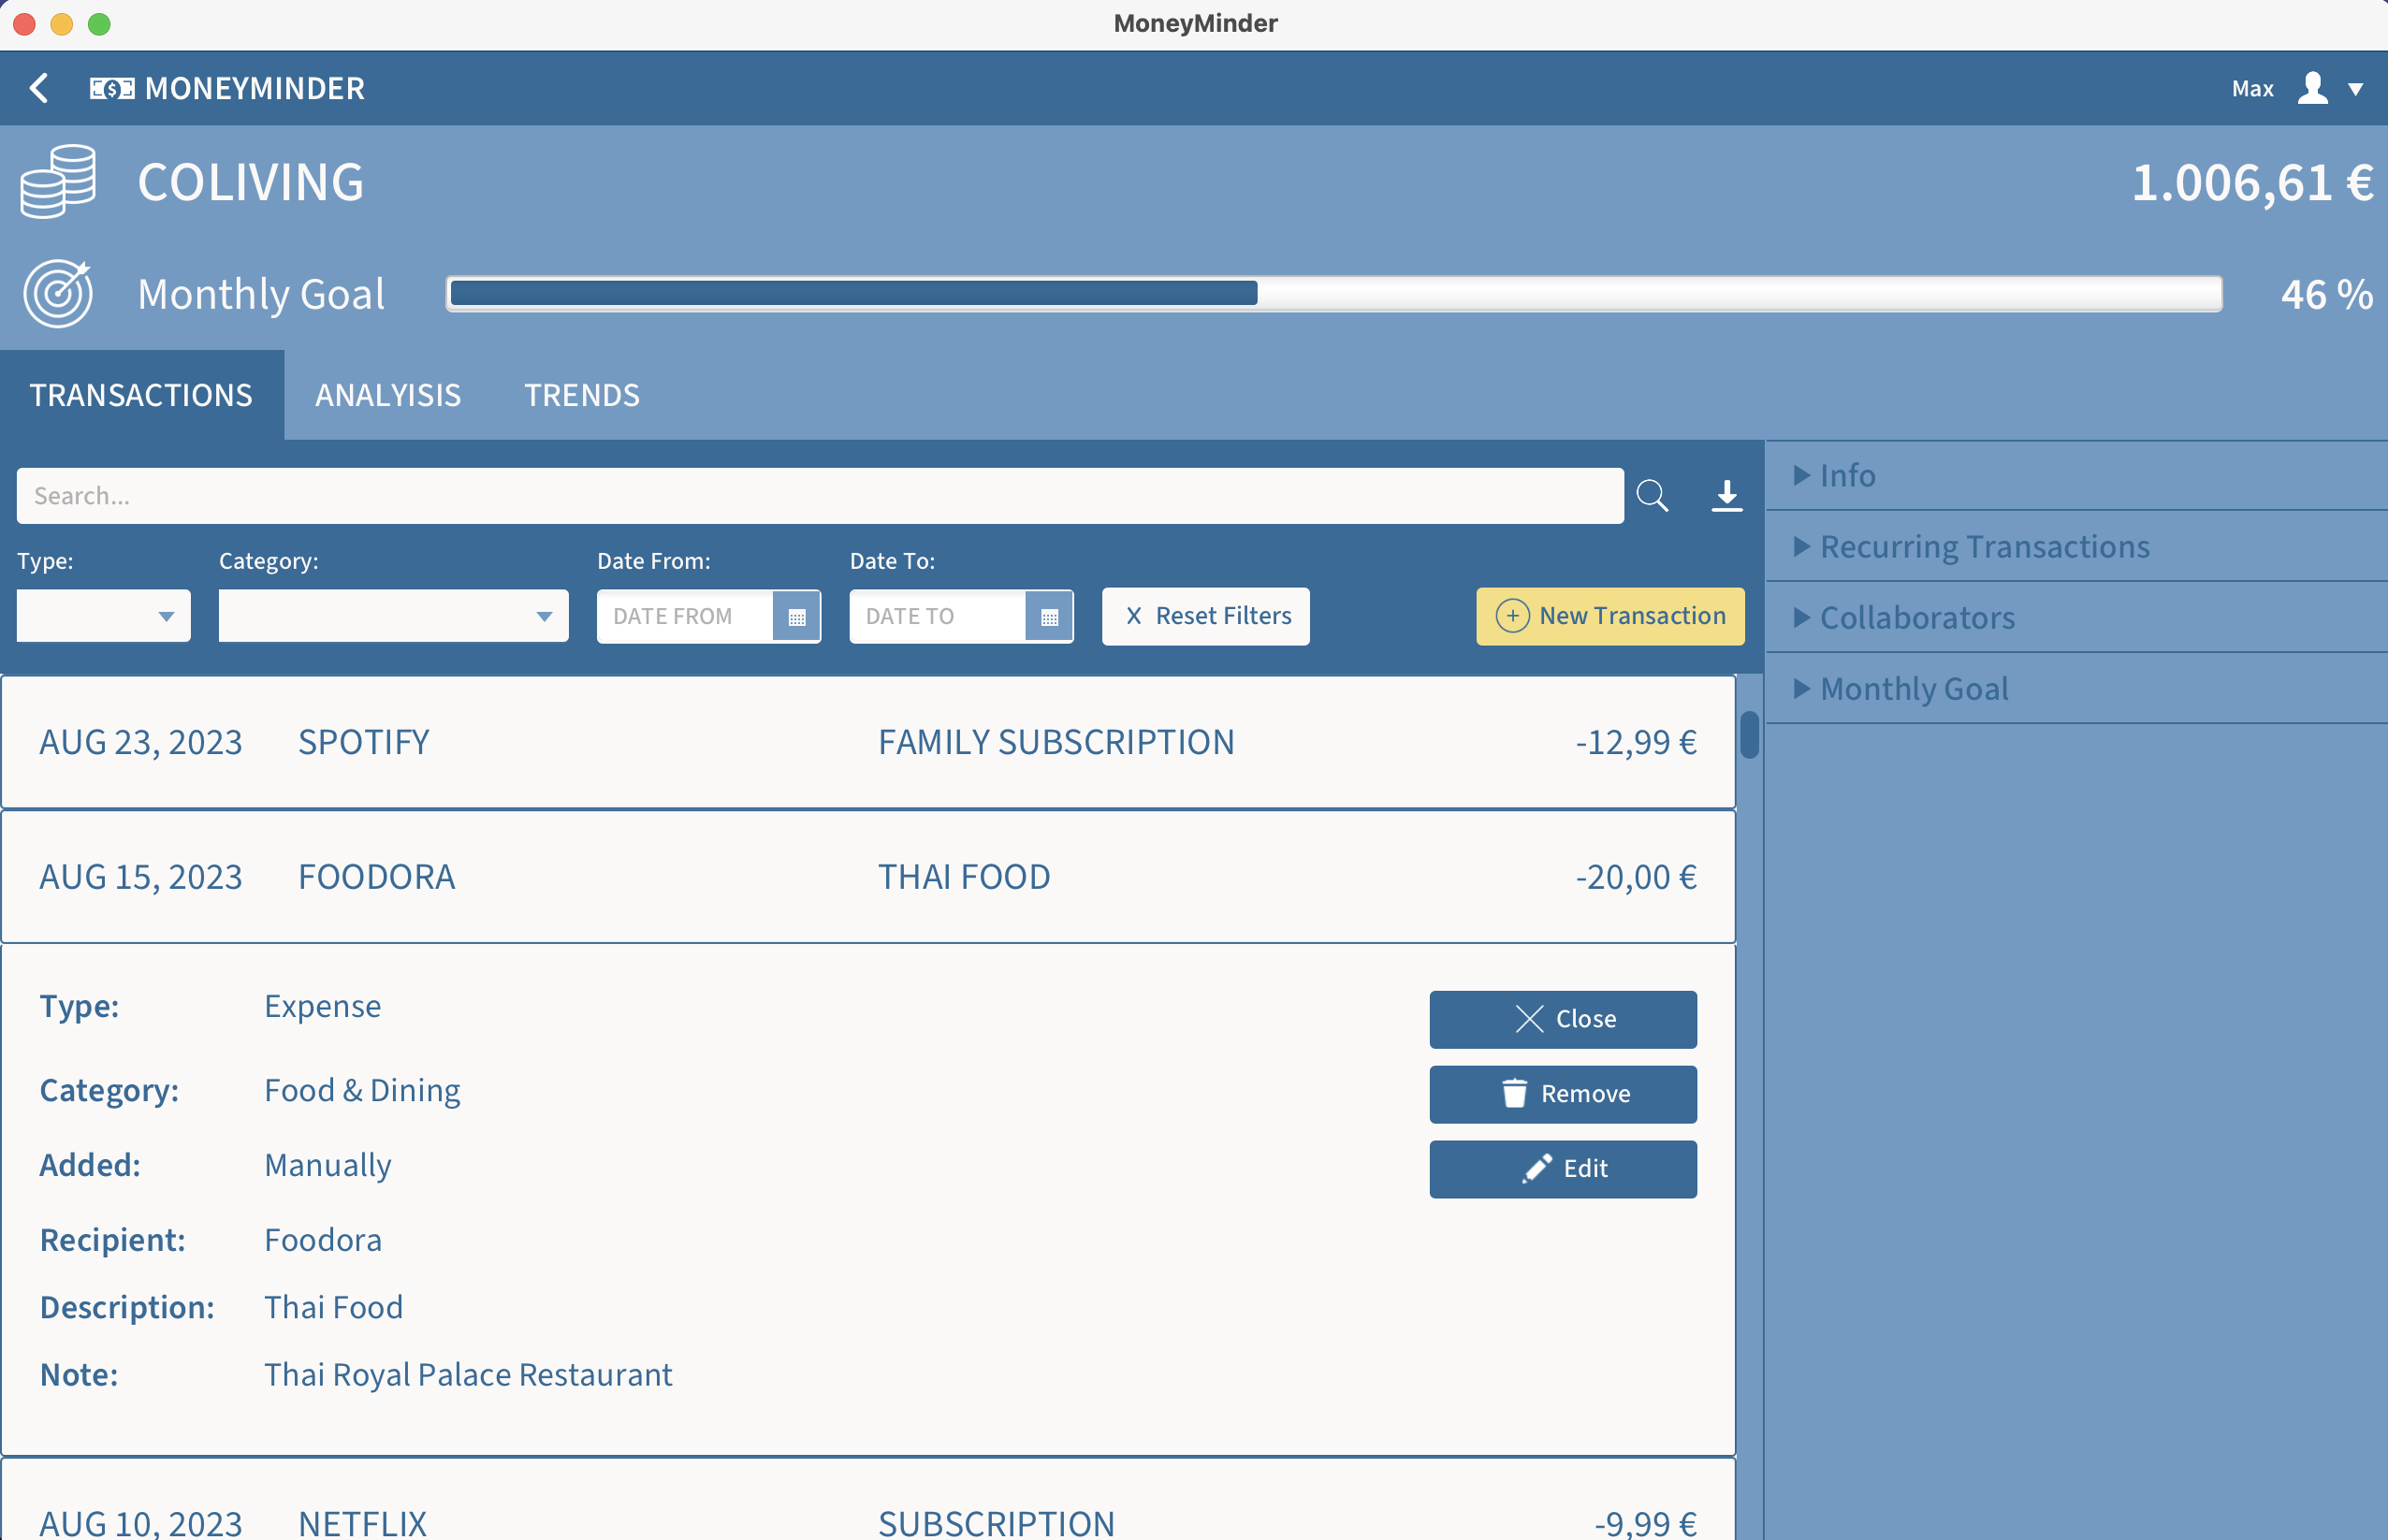 MoneyMinder
MONEYMINDER
Max
COLIVING
1.006,61 €
Monthly Goal
46 %
TRANSACTIONS
ANALYISIS
TRENDS
Search...
Type:
Category:
Date From:
Date To:
DATE FROM
DATE TO
X Reset Filters
New Transaction
Info
Recurring Transactions
Collaborators
Monthly Goal
AUG 23, 2023 SPOTIFY FAMILY SUBSCRIPTION -12,99 €
AUG 15, 2023 FOODORA THAI FOOD -20,00 €
Type: Expense
Category: Food & Dining
Added: Manually
Recipient: Foodora
Description: Thai Food
Note: Thai Royal Palace Restaurant
Close
Remove
Edit
AUG 10, 2023 NETFLIX SUBSCRIPTION -9,99 €